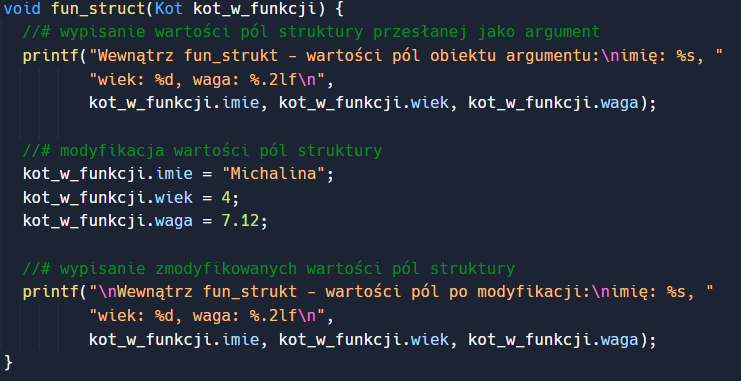 void fun_struct(Kot kot_w_funkcji) {
//# wypisanie wartości pól struktury przesłanej jako argument
printf("Wewnątrz fun_strukt - wartości pól obiektu argumentu:\nimię: %s, "
"wiek: %d, waga: %.2lf\n",
kot_w_funkcji.imie, kot_w_funkcji.wiek, kot_w_funkcji.waga);
//# modyfikacja wartości pól struktury
kot_w_funkcji.imie = "Michalina";
kot_w_funkcji.wiek = 4;
kot_w_funkcji.waga = 7.12;
//# wypisanie zmodyfikowanych wartości pól struktury
printf("\nWewnątrz fun_strukt - wartości pól po modyfikacji:\nimię: %s, "
"wiek: %d, waga: %.2lf\n",
kot_w_funkcji.imie, kot_w_funkcji.wiek, kot_w_funkcji.waga);
}